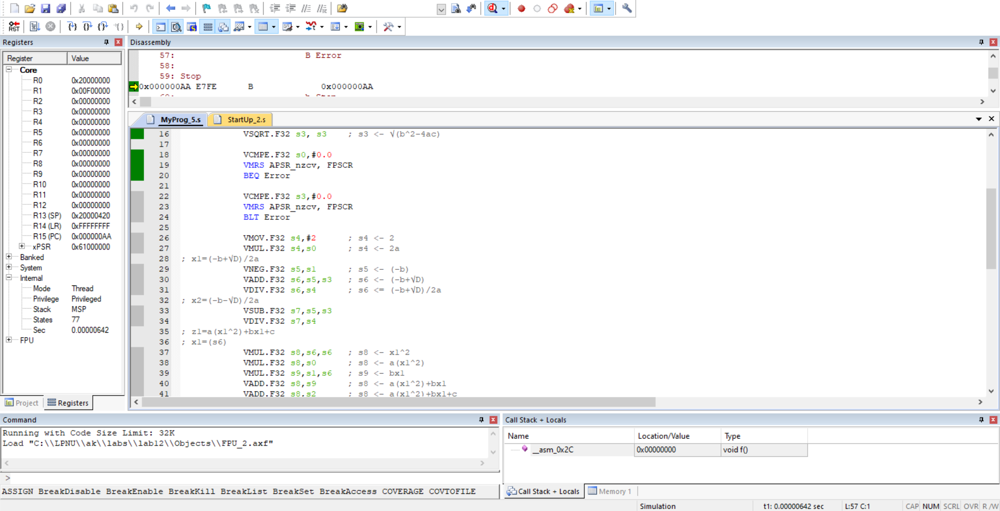 RST
Registers
Register Value
Core
R0 0x20000000
R1 0x00F00000
R2 0x00000000
R3 0x00000000
R4 0x00000000
R5 0x00000000
R6 0x00000000
R7 0x00000000
R8 0x00000000
R9 0x00000000
R10 0x00000000
R11 0x00000000
R12 0x00000000
R13 (SP) 0x20000420
R14 (LR) 0xFFFFFFFF
R15 (PC) 0x000000AA
xPSR 0x61000000
Banked
System
Internal
Mode Thread
Privilege Privileged
Stack MSP
States 77
Sec 0.00000642
FPU
Project Registers
Disassembly
57: B Error
58:
59: Stop
0x000000AA E7FE B 0x000000AA
MyProg_5.s StartUp_2.s
16 VSQRT.F32 s3, s3 ; s3 <- √(b^2-4ac)
17
18 VCMPE.F32 s0,#0.0
19 VMRS APSR_nzcv, FPSCR
20 BEQ Error
21
22 VCMPE.F32 s3,#0.0
23 VMRS APSR_nzcv, FPSCR
24 BLT Error
25
26 VMOV.F32 s4,#2 ; s4 <- 2
27 VMUL.F32 s4,s0 ; s4 <- 2a
28 ; x1=(-b+√D)/2a
29 VNEG.F32 s5,s1 ; s5 <- (-b)
30 VADD.F32 s6,s5,s3 ; s6 <- (-b+√D)
31 VDIV.F32 s6,s4 ; s6 <= (-b+√D)/2a
32 ; x2=(-b-√D)/2a
33 VSUB.F32 s7,s5,s3
34 VDIV.F32 s7,s4
35 ; z1=a(x1^2)+bx1+c
36 ; x1=(s6)
37 VMUL.F32 s8,s6,s6 ; s8 <- x1^2
38 VMUL.F32 s8,s0 ; s8 <- a(x1^2)
39 VMUL.F32 s9,s1,s6 ; s9 <- bx1
40 VADD.F32 s8,s9 ; s8 <- a(x1^2)+bx1
41 VADD.F32 s8,s2 ; s8 <- a(x1^2)+bx1+c
Command
Running with Code Size Limit: 32K
Load "C:\\LPNU\\ak\\labs\\lab12\\Objects\\FPU_2.axf"
>
ASSIGN BreakDisable BreakEnable BreakKill BreakList BreakSet BreakAccess COVERAGE COVTOFILE
Call Stack + Locals
Name Location/Value Type
__asm_0x2C 0x00000000 void f()
Call Stack + Locals Memory 1
Simulation t1: 0.00000642 sec L:57 C:1 CAP NUM SCRL OVR R/W